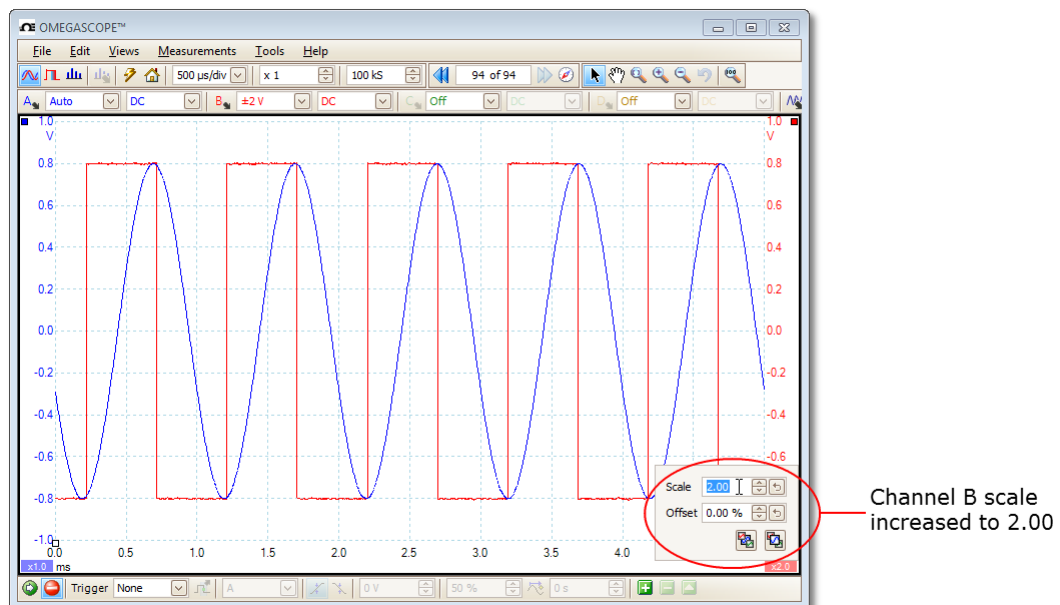 OMEGASCOPE™
File Edit Views Measurements Tools Help
500 µs/div x 1 100 kS 94 of 94
A Auto DC B ±2 V DC C Off DC D Off DC
1.0 1.0
V V
0.8 0.8
0.6 0.6
0.4 0.4
0.2 0.2
0.0 0.0
-0.2 -0.2
-0.4 -0.4
-0.6 -0.6
-0.8
Scale 2.00
Channel B scale
increased to 2.00
Offset 0.00 %
-1.0
0.0 0.5 1.0 1.5 2.0 2.5 3.0 3.5 4.0
x1.0 ms x2.0
Trigger None A 0 V 50 % 0 s